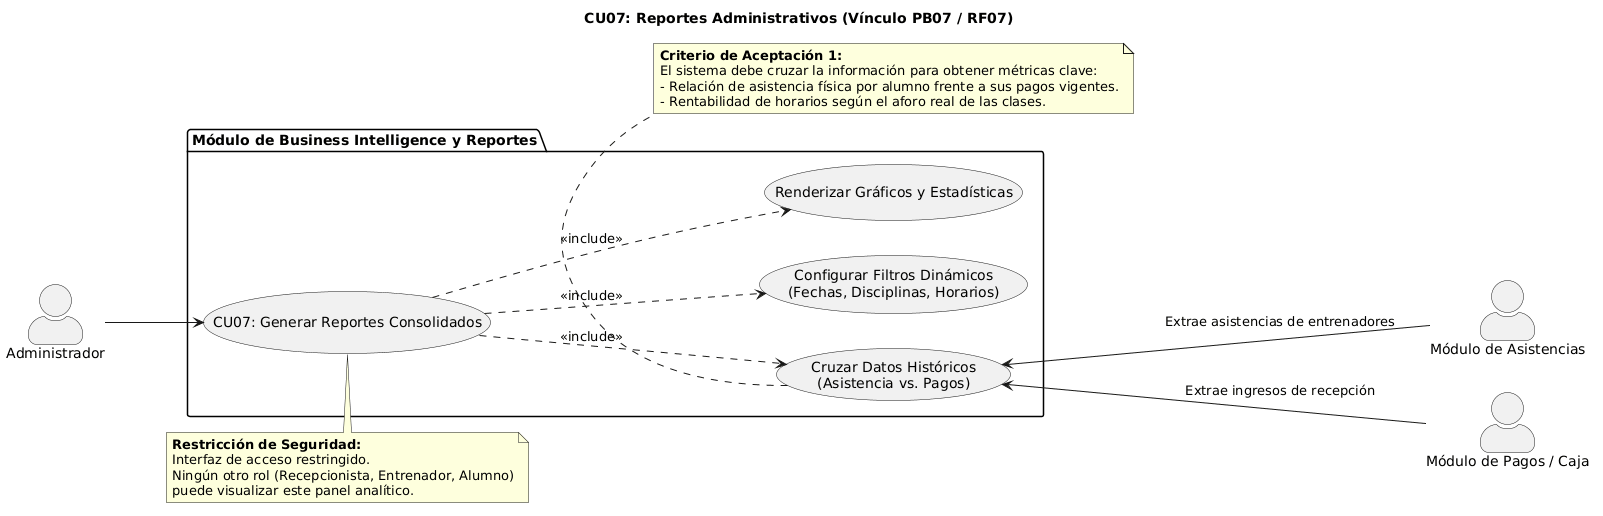 CU07: Reportes Administrativos (Vínculo PB07 / RF07)
Criterio de Aceptación 1:
El sistema debe cruzar la información para obtener métricas clave:
- Relación de asistencia física por alumno frente a sus pagos vigentes.
- Rentabilidad de horarios según el aforo real de las clases.
Módulo de Business Intelligence y Reportes
Renderizar Gráficos y Estadísticas
«include»
Configurar Filtros Dinámicos
(Fechas, Disciplinas, Horarios)
«include»
CU07: Generar Reportes Consolidados
«include»
Administrador
Cruzar Datos Históricos
(Asistencia vs. Pagos)
Extrae asistencias de entrenadores
Módulo de Asistencias
Extrae ingresos de recepción
Módulo de Pagos / Caja
Restricción de Seguridad:
Interfaz de acceso restringido.
Ningún otro rol (Recepcionista, Entrenador, Alumno)
puede visualizar este panel analítico.